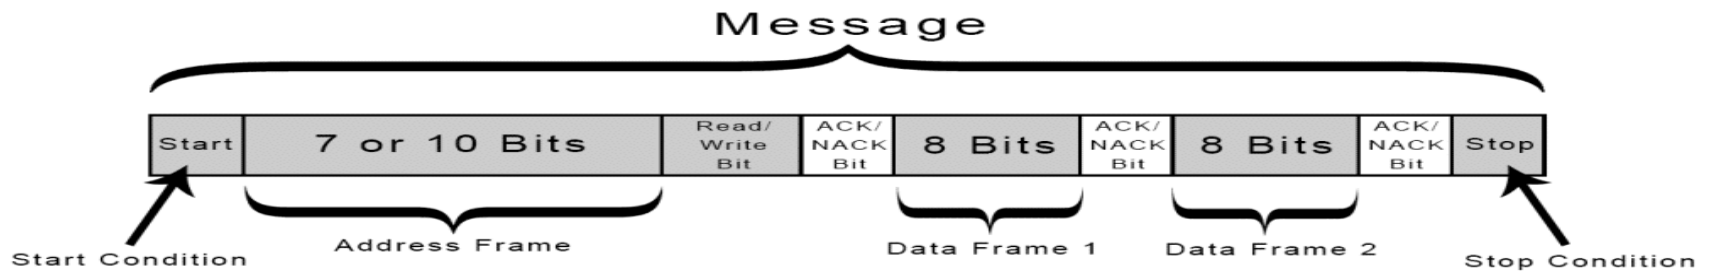 Message
Start
7 or 10 Bits
Read/
Write
Bit
ACK/
NACK
Bit
8 Bits
ACK/
NACK
Bit
8 Bits
ACK/
NACK
Bit
Stop
Start Condition
Address Frame
Data Frame 1
Data Frame 2
Stop Condition